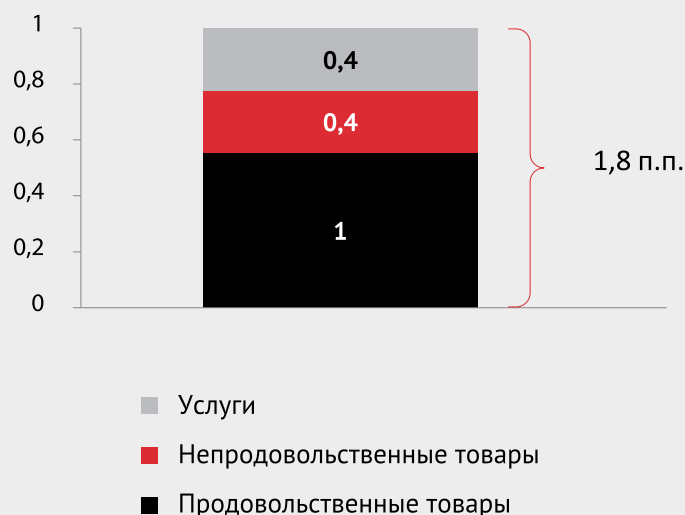 1
0,8
0,6
0,4
0,2
0
0,4
0,4
1
1,8 п.п.
Услуги
Непродовольственные товары
Продовольственные товары